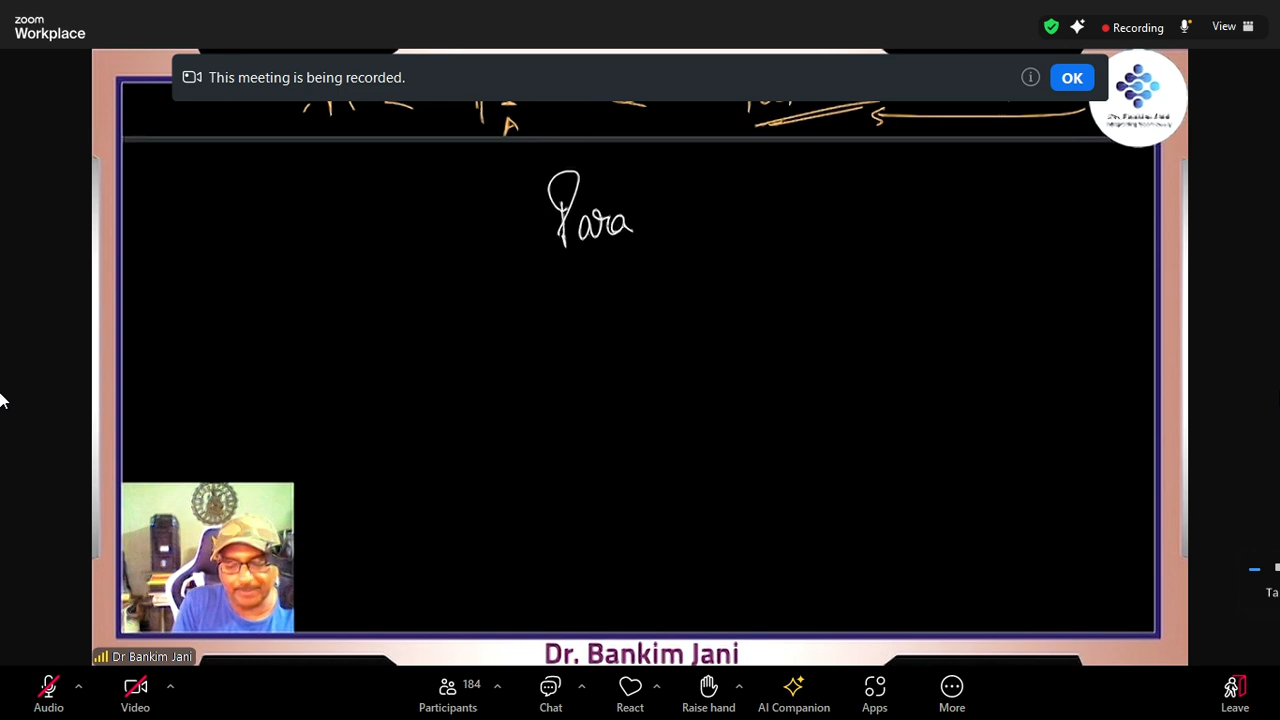 zoom
Workplace
Recording
View
This meeting is being recorded.
OK
A
Para
Dr Bankim Jani
Dr. Bankim Jani
184
Audio
Video
Participants
Chat
React
Raise hand
AI Companion
Apps
More
Leave
Ta